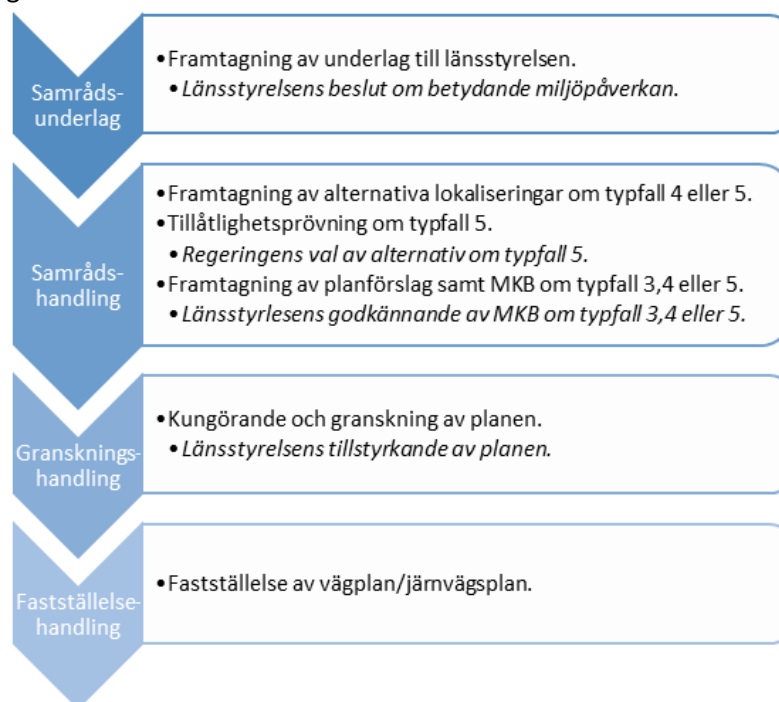 Samråds-
underlag
•Framtagning av underlag till länsstyrelsen.
•Länsstyrelsens beslut om betydande miljöpåverkan.
Samråds-
handling
•Framtagning av alternativa lokaliseringar om typfall 4 eller 5.
•Tillåtlighetsprövning om typfall 5.
•Regeringens val av alternativ om typfall 5.
•Framtagning av planförslag samt MKB om typfall 3,4 eller 5.
•Länsstyrlesens godkännande av MKB om typfall 3,4 eller 5.
Gransknings-
handling
•Kungörande och granskning av planen.
•Länsstyrelsens tillstyrkande av planen.
Fastställelse-
handling
•Fastställelse av vägplan/järnvägsplan.